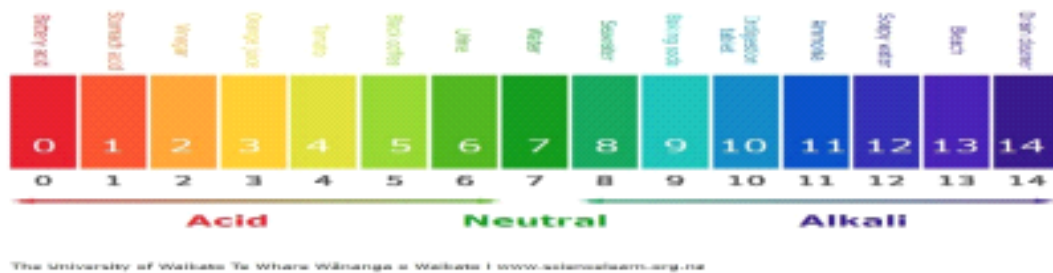 Battery acid Stomach acid Vinegar Orange juice Tomato Black coffee Urine Water Seawater Baking soda Indigestion tablet Ammonia Soapy water Bleach Drain cleaner
0 1 2 3 4 5 6 7 8 9 10 11 12 13 14
0 1 2 3 4 5 6 7 8 9 10 11 12 13 14
Acid Neutral Alkali
The University of Waikato Te Whare Wānanga o Waikato | www.sciencelearn.org.nz